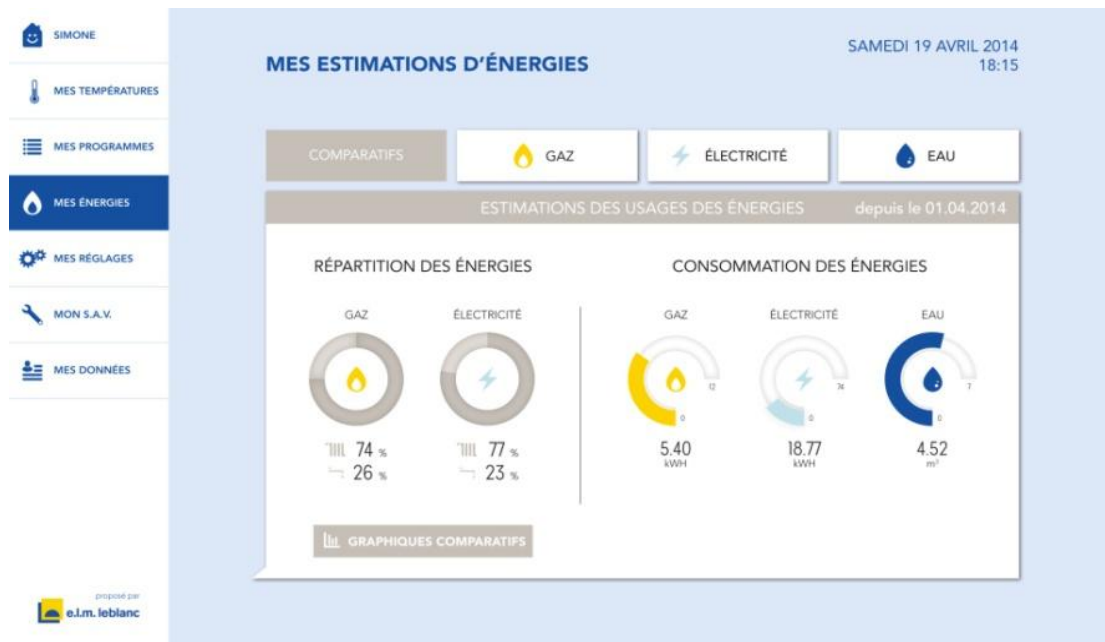 SIMONE
MES TEMPÉRATURES
MES PROGRAMMES
MES ÉNERGIES
MES RÉGLAGES
MON S.A.V.
MES DONNÉES
proposé par
e.l.m. leblanc
MES ESTIMATIONS D'ÉNERGIES
SAMEDI 19 AVRIL 2014
18:15
COMPARATIFS
GAZ
ÉLECTRICITÉ
EAU
ESTIMATIONS DES USAGES DES ÉNERGIES
depuis le 01.04.2014
RÉPARTITION DES ÉNERGIES
GAZ
74 %
26 %
ÉLECTRICITÉ
77 %
23 %
CONSOMMATION DES ÉNERGIES
GAZ
12
0
5.40
kWH
ÉLECTRICITÉ
74
0
18.77
kWH
EAU
7
0
4.52
m³
GRAPHIQUES COMPARATIFS